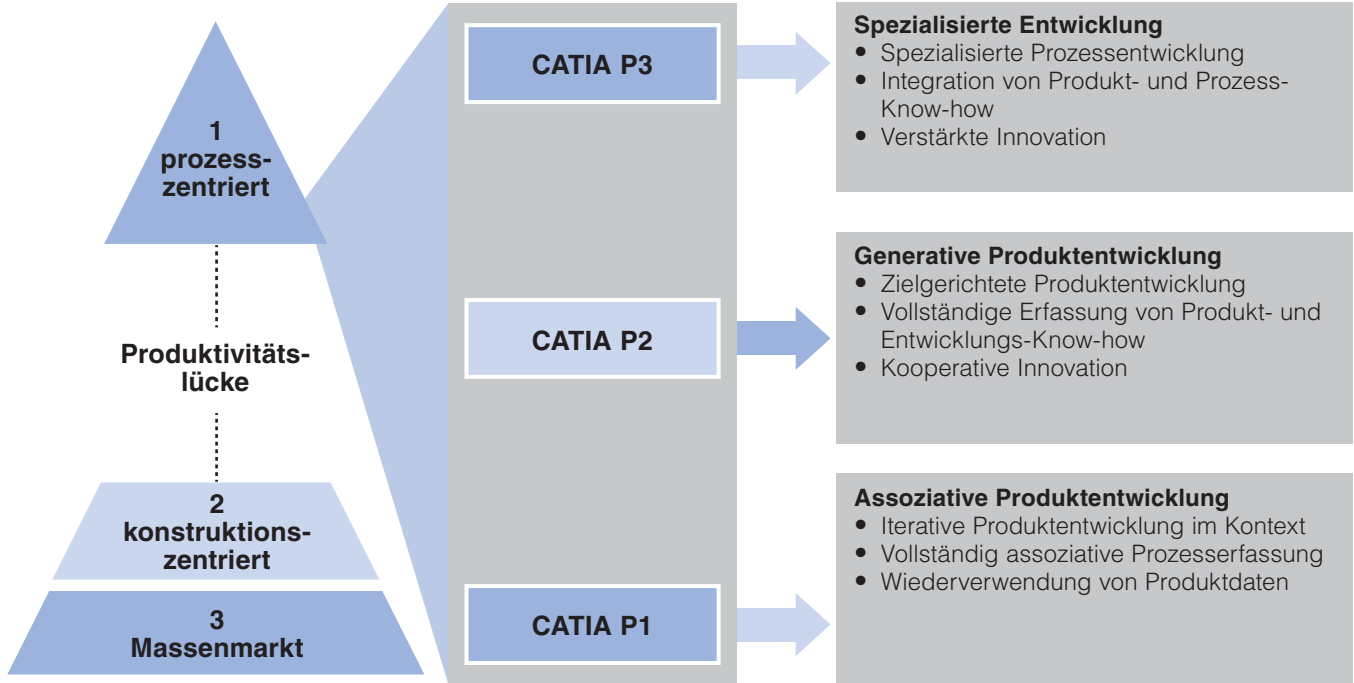 1
prozess-
zentriert
Produktivitäts-
lücke
2
konstruktions-
zentriert
3
Massenmarkt
CATIA P3
CATIA P2
CATIA P1
Spezialisierte Entwicklung
• Spezialisierte Prozessentwicklung
• Integration von Produkt- und Prozess-
Know-how
• Verstärkte Innovation
Generative Produktentwicklung
• Zielgerichtete Produktentwicklung
• Vollständige Erfassung von Produkt- und
Entwicklungs-Know-how
• Kooperative Innovation
Assoziative Produktentwicklung
• Iterative Produktentwicklung im Kontext
• Vollständig assoziative Prozesserfassung
• Wiederverwendung von Produktdaten